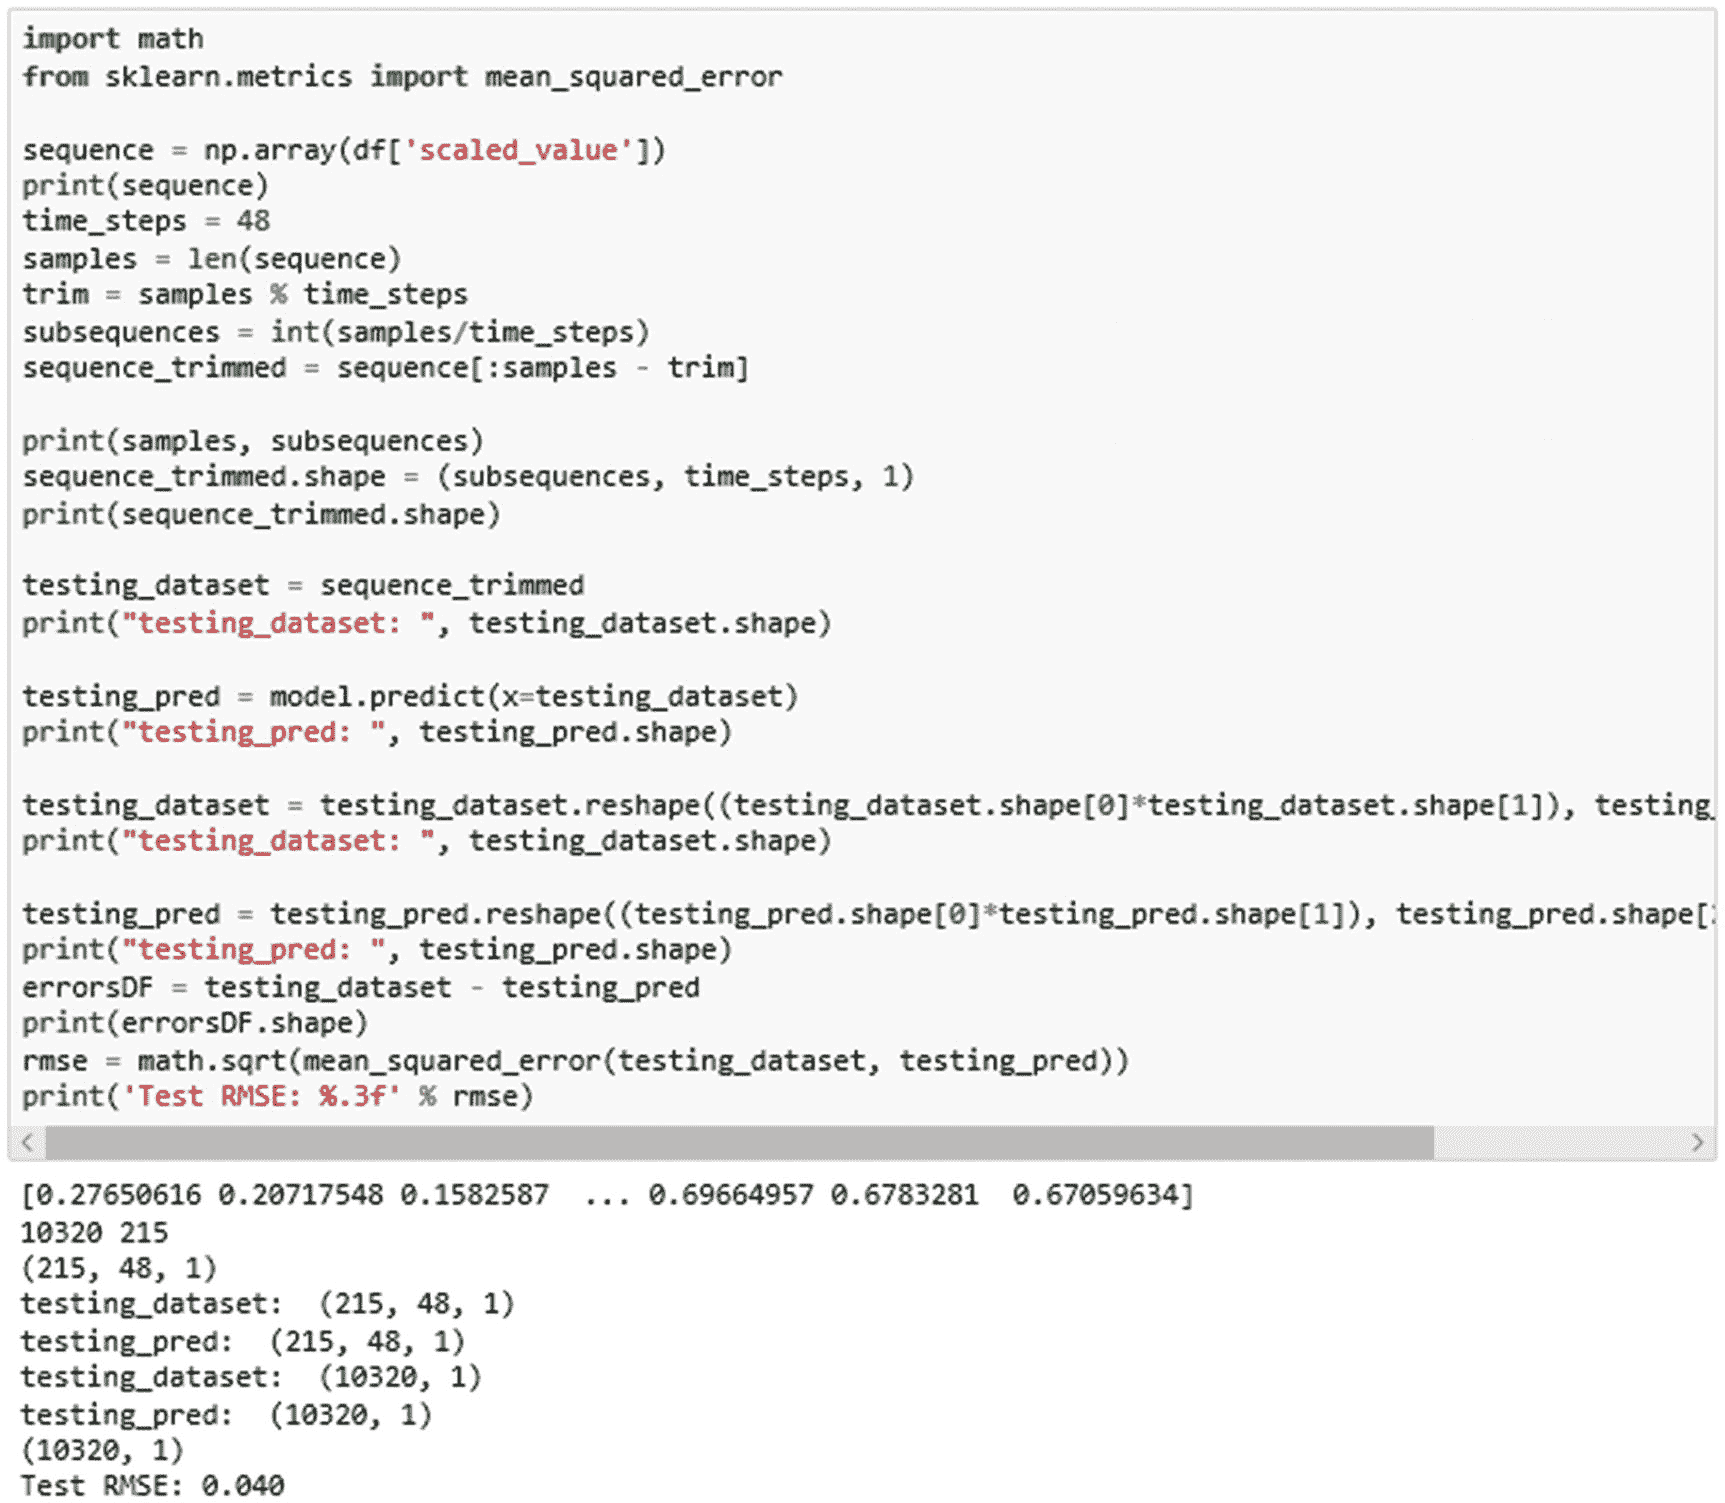 import math
from sklearn.metrics import mean_squared_error
sequence = np.array(df['scaled_value'])
print(sequence)
time_steps = 48
samples = len(sequence)
trim = samples % time_steps
subsequences = int(samples/time_steps)
sequence_trimmed = sequence[:samples - trim]
print(samples, subsequences)
sequence_trimmed.shape = (subsequences, time_steps, 1)
print(sequence_trimmed.shape)
testing_dataset = sequence_trimmed
print("testing_dataset: ", testing_dataset.shape)
testing_pred = model.predict(x=testing_dataset)
print("testing_pred: ", testing_pred.shape)
testing_dataset = testing_dataset.reshape((testing_dataset.shape[0]*testing_dataset.shape[1]), testing_
print("testing_dataset: ", testing_dataset.shape)
testing_pred = testing_pred.reshape((testing_pred.shape[0]*testing_pred.shape[1]), testing_pred.shape[
print("testing_pred: ", testing_pred.shape)
errorsDF = testing_dataset - testing_pred
print(errorsDF.shape)
rmse = math.sqrt(mean_squared_error(testing_dataset, testing_pred))
print('Test RMSE: %.3f' % rmse)
[0.27650616 0.20717548 0.1582587  ... 0.69664957 0.6783281  0.67059634]
10320 215
(215, 48, 1)
testing_dataset:  (215, 48, 1)
testing_pred:  (215, 48, 1)
testing_dataset:  (10320, 1)
testing_pred:  (10320, 1)
(10320, 1)
Test RMSE: 0.040